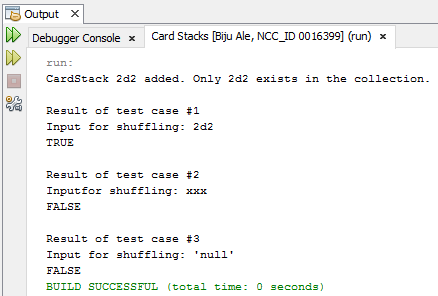 Output
Debugger Console
Card Stacks [Biju Ale, NCC_ID 0016399] (run)
run:
CardStack 2d2 added. Only 2d2 exists in the collection.
Result of test case #1
Input for shuffling: 2d2
TRUE
Result of test case #2
Inputfor shuffling: xxx
FALSE
Result of test case #3
Input for shuffling: 'null'
FALSE
BUILD SUCCESSFUL (total time: 0 seconds)